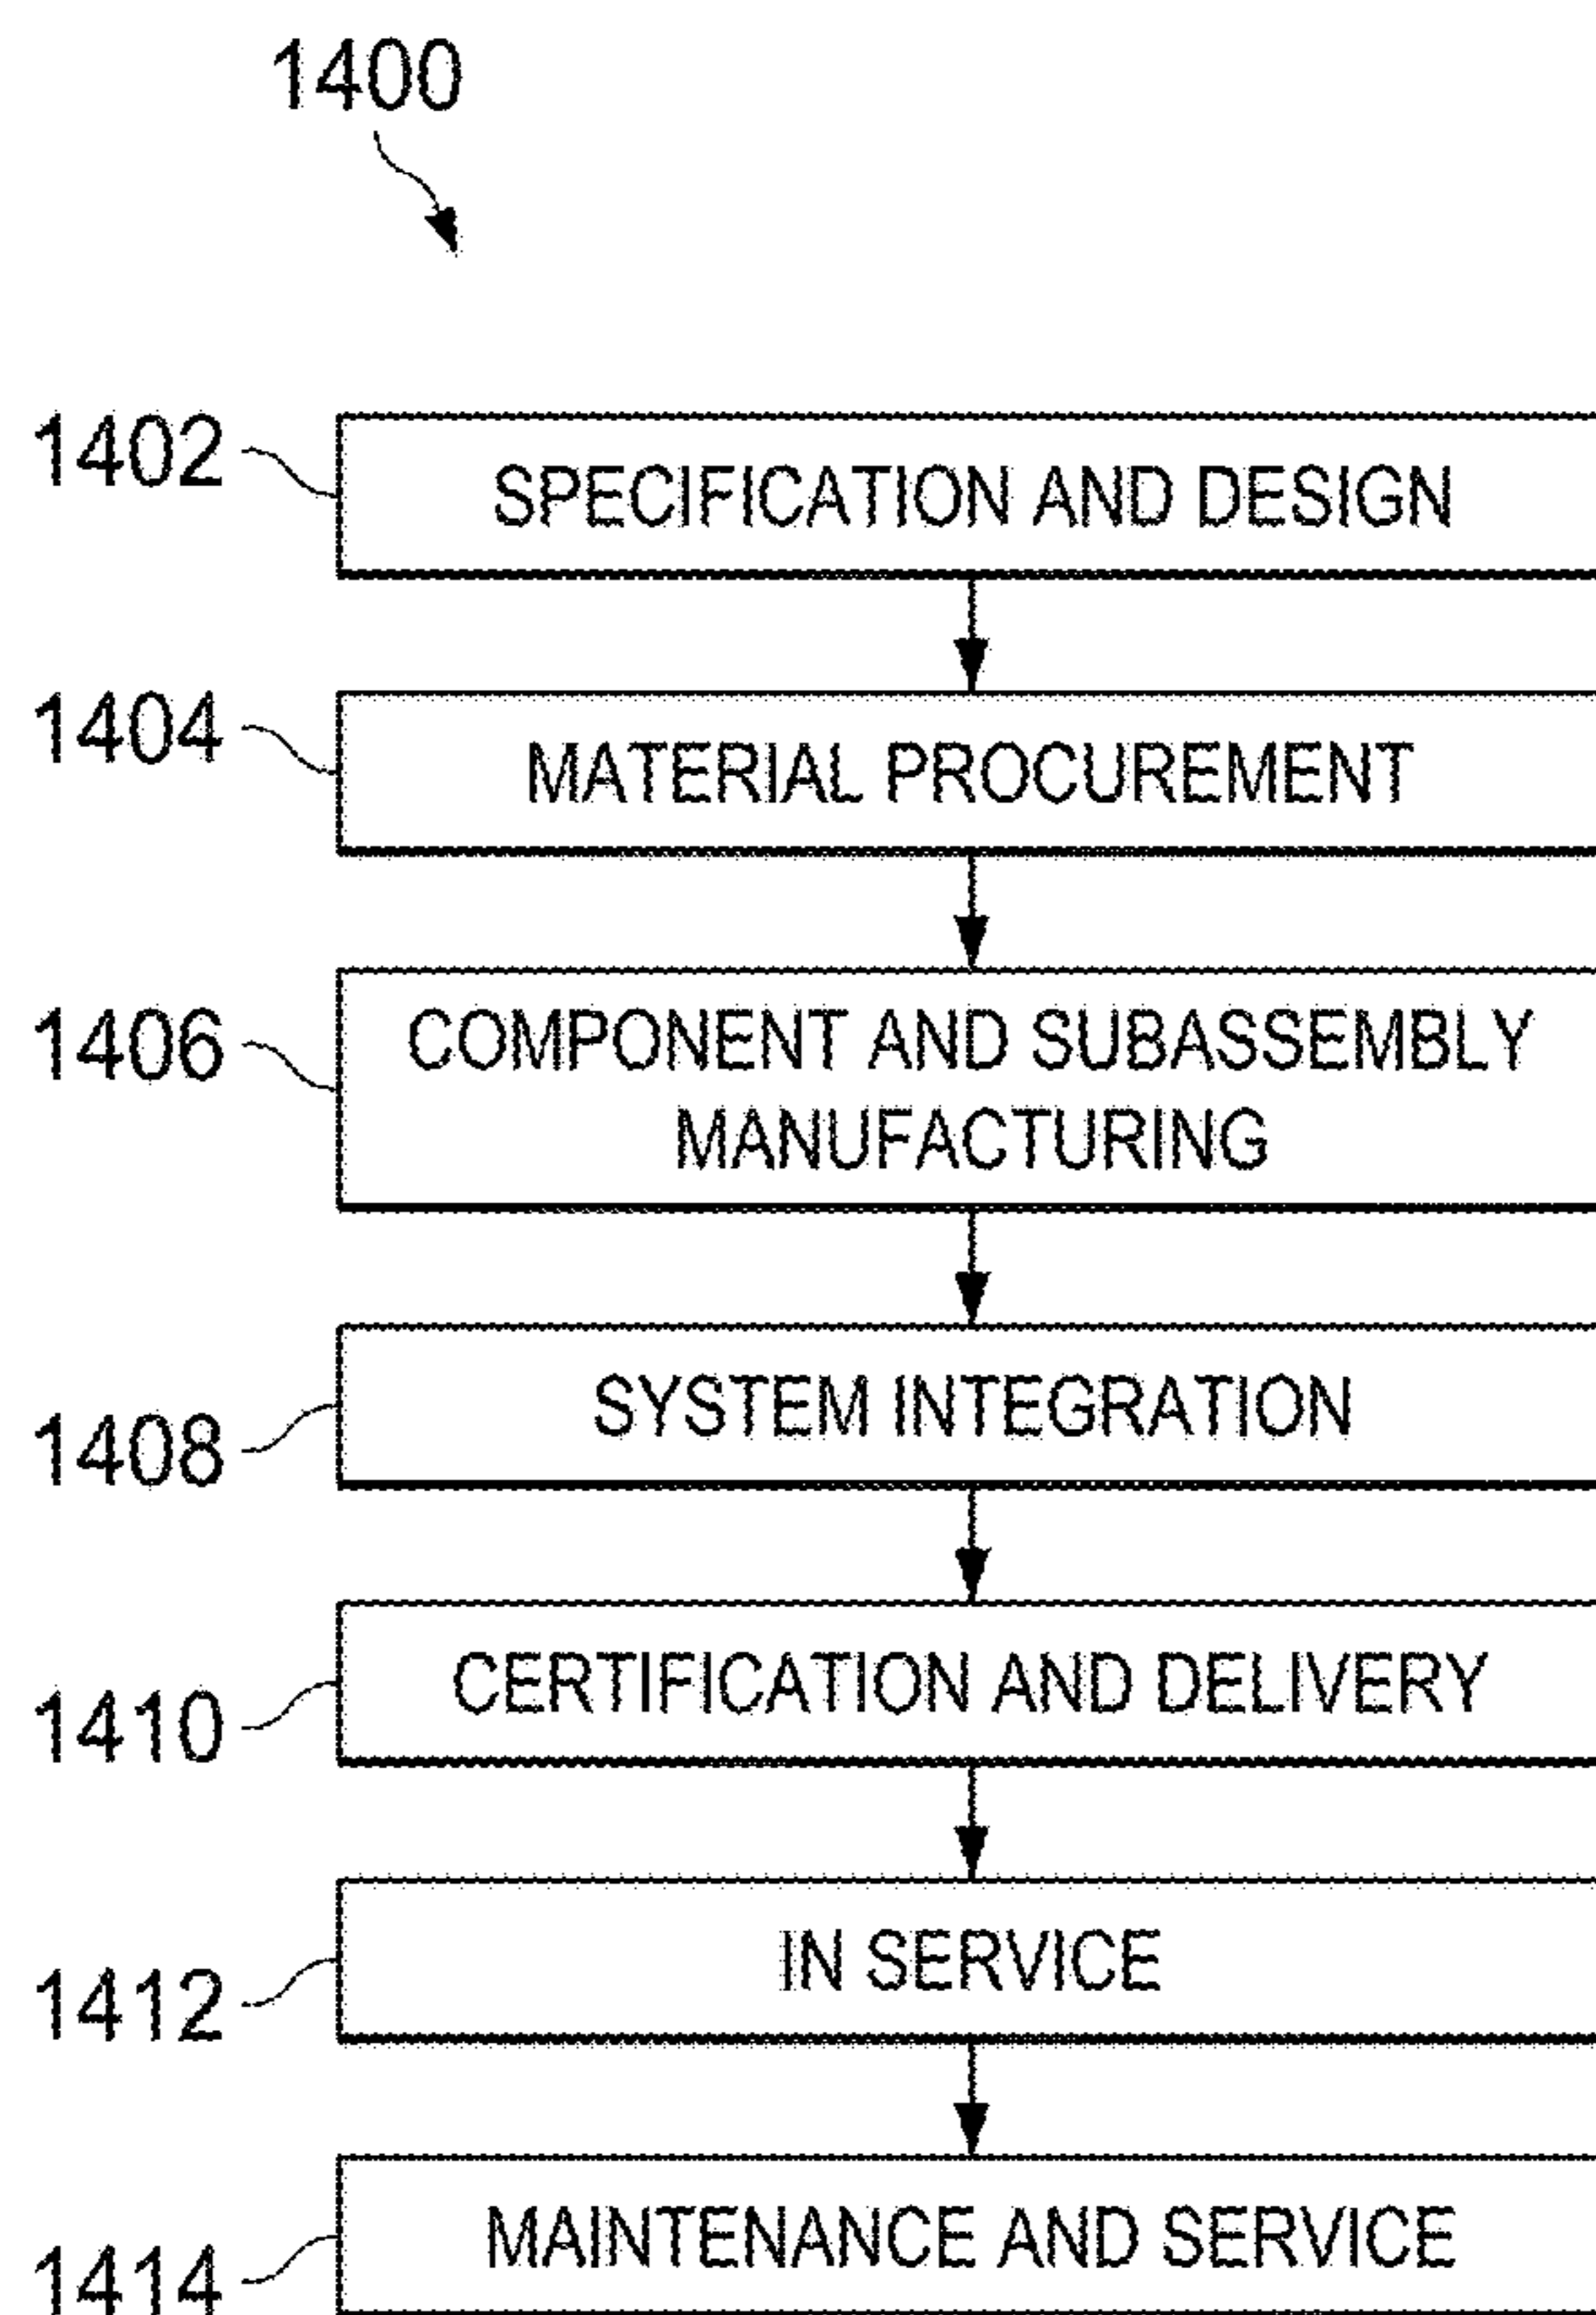 1400
1402
SPECIFICATION AND DESIGN
1404
MATERIAL PROCUREMENT
1406
COMPONENT AND SUBASSEMBLY
MANUFACTURING
1408
SYSTEM INTEGRATION
1410
CERTIFICATION AND DELIVERY
1412
IN SERVICE
1414
MAINTENANCE AND SERVICE